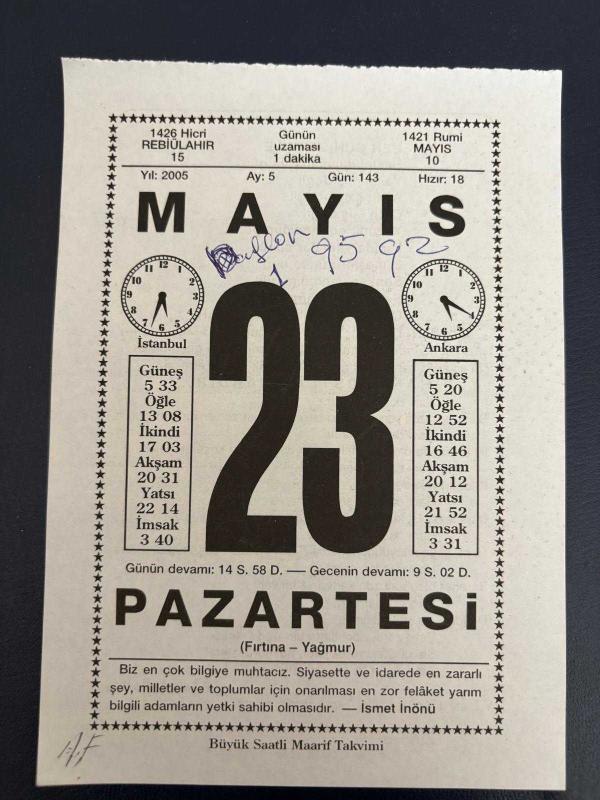 1426 Hicri Günün 1421 Rumi
REBİÜLAHIR uzaması MAYIS
15 1 dakika 10
Yıl: 2005 Ay: 5 Gün: 143 Hızır: 18
MAYIS
95 92
1
23
İstanbul
Güneş
5 33
Öğle
13 08
İkindi
17 03
Akşam
20 31
Yatsı
22 14
İmsak
3 40
Ankara
Güneş
5 20
Öğle
12 52
İkindi
16 46
Akşam
20 12
Yatsı
21 52
İmsak
3 31
Günün devamı: 14 S. 58 D. — Gecenin devamı: 9 S. 02 D.
PAZARTESİ
(Fırtına – Yağmur)
Biz en çok bilgiye muhtacız. Siyasette ve idarede en zararlı
şey, milletler ve toplumlar için onarılması en zor felâket yarım
bilgili adamların yetki sahibi olmasıdır. — İsmet İnönü
Büyük Saatli Maarif Takvimi